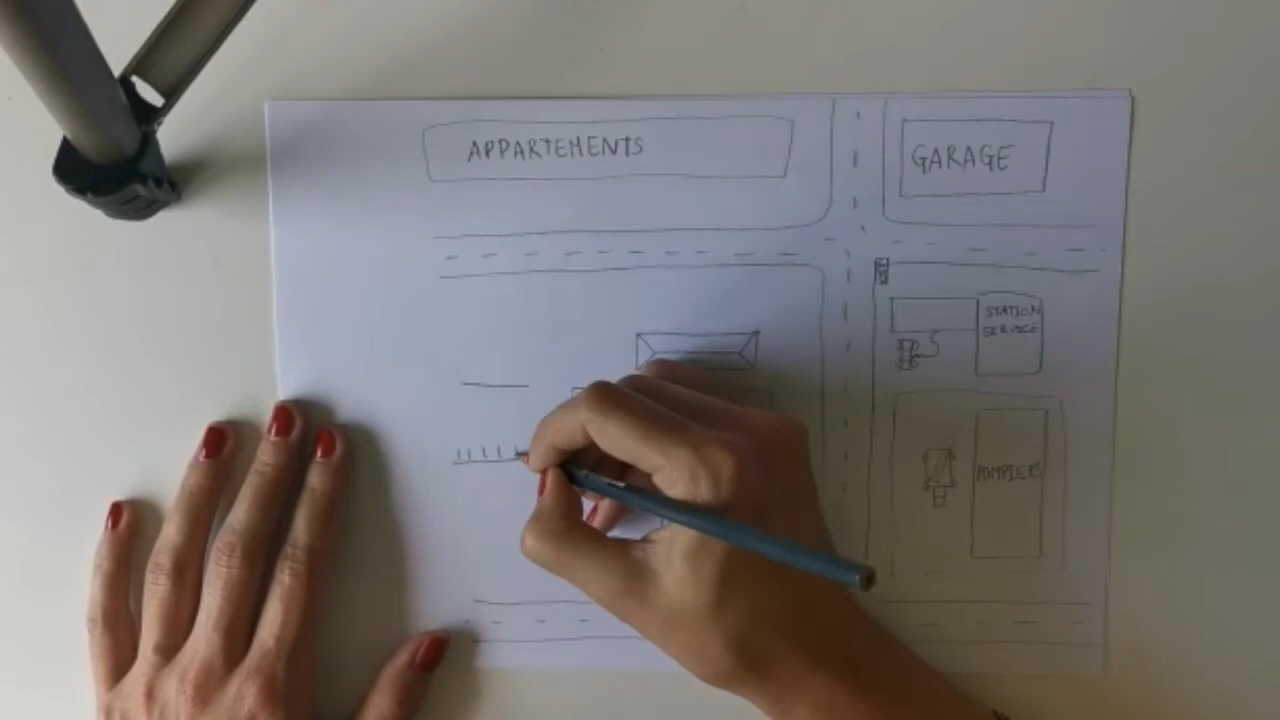 APPARTEMENTS
GARAGE
STATION
SERVICE
POMPIERS